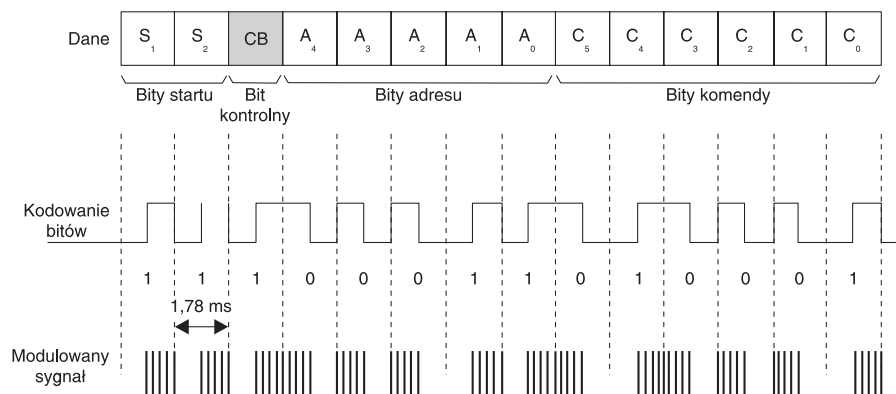 Dane S₁ S₂ CB A₄ A₃ A₂ A₁ A₀ C₅ C₄ C₃ C₂ C₁ C₀
Bity startu Bit kontrolny Bity adresu Bity komendy
Kodowanie bitów
1 1 1 0 0 0 1 1 0 1 0 0 0 1
1,78 ms
Modulowany sygnał